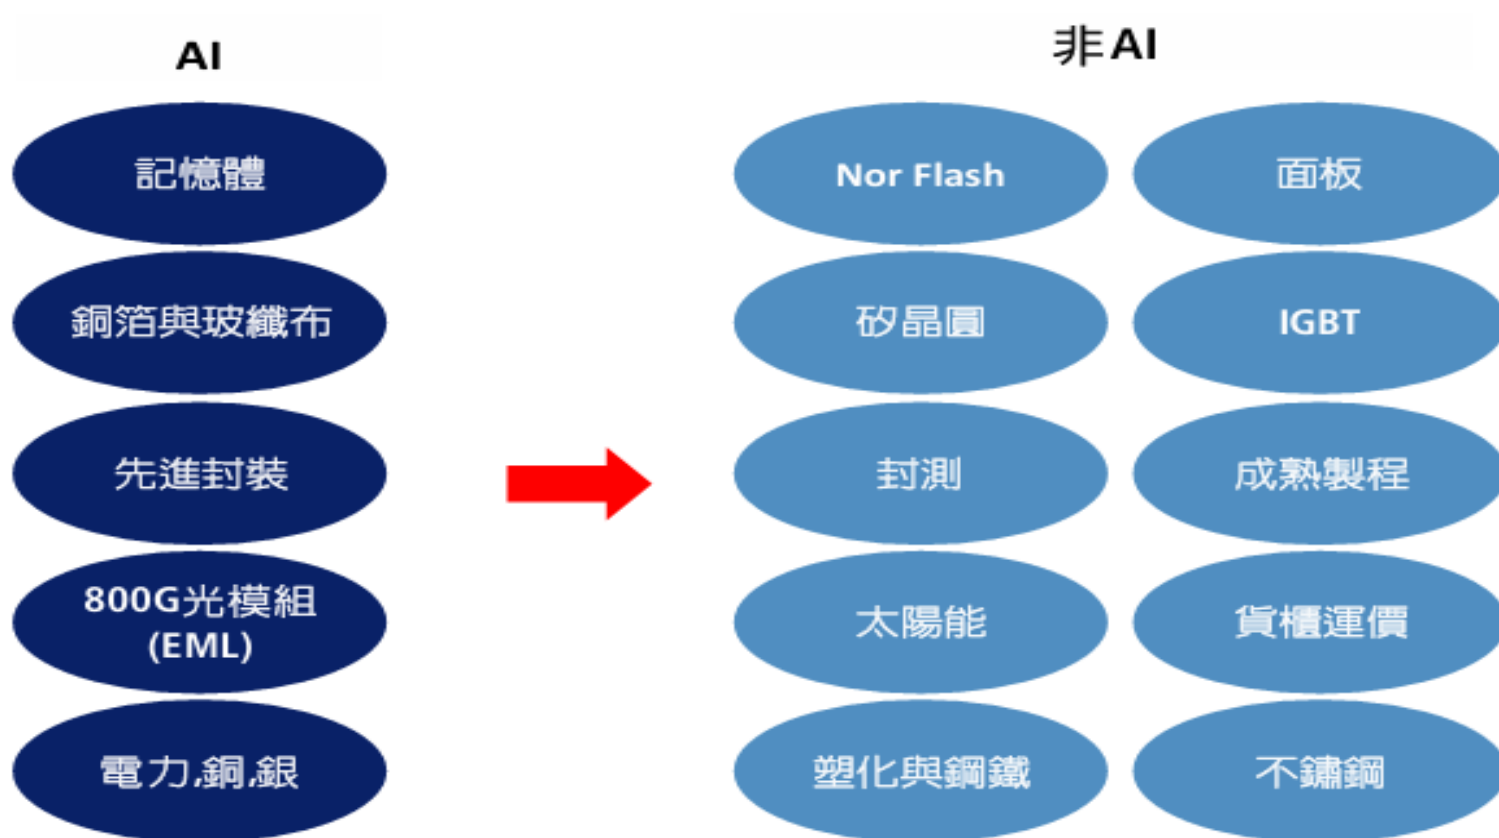 AI
記憶體
銅箔與玻纖布
先進封裝
800G光模組
(EML)
電力,銅,銀
非AI
Nor Flash
面板
矽晶圓
IGBT
封測
成熟製程
太陽能
貨櫃運價
塑化與鋼鐵
不鏽鋼